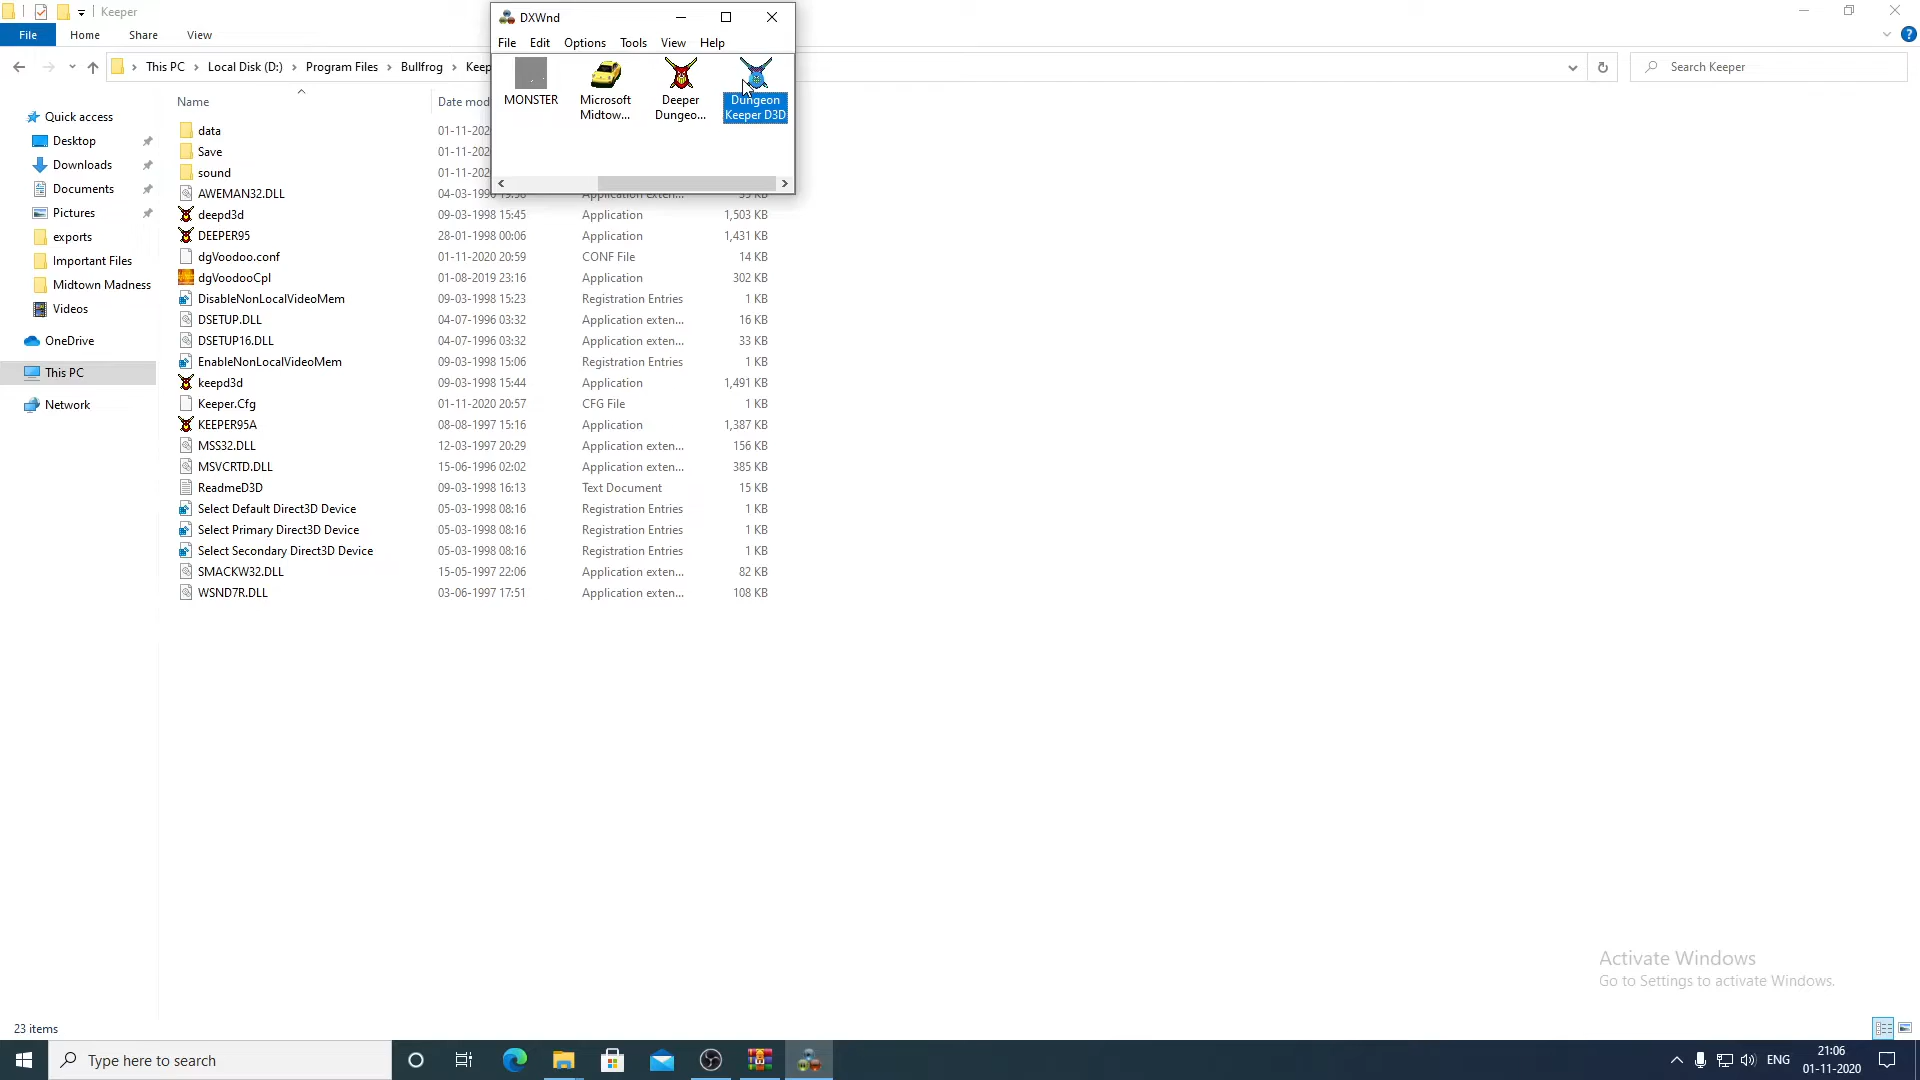 Keeper
File
Home
Share
View
This PC
Local Disk (D:)
Program Files
Bullfrog
Keep
Search Keeper
DXWnd
File
Edit
Options
Tools
View
Help
MONSTER
Microsoft
Midtow...
Deeper
Dungeo...
Dungeon
Keeper D3D
Quick access
Desktop
Downloads
Documents
Pictures
exports
Important Files
Midtown Madness
Videos
OneDrive
This PC
Network
Name Date mod
data 01-11-202
Save 01-11-202
sound 01-11-202
AWEMAN32.DLL
deepd3d 09-03-1998 15:45 Application 1,503 KB
DEEPER95 28-01-1998 00:06 Application 1,431 KB
dgVoodoo.conf 01-11-2020 20:59 CONF File 14 KB
dgVoodooCpl 01-08-2019 23:16 Application 302 KB
DisableNonLocalVideoMem 09-03-1998 15:23 Registration Entries 1 KB
DSETUP.DLL 04-07-1996 03:32 Application exten... 16 KB
DSETUP16.DLL 04-07-1996 03:32 Application exten... 33 KB
EnableNonLocalVideoMem 09-03-1998 15:06 Registration Entries 1 KB
keepd3d 09-03-1998 15:44 Application 1,491 KB
Keeper.Cfg 01-11-2020 20:57 CFG File 1 KB
KEEPER95A 08-08-1997 15:16 Application 1,387 KB
MSS32.DLL 12-03-1997 20:29 Application exten... 156 KB
MSVCRTD.DLL 15-06-1996 02:02 Application exten... 385 KB
ReadmeD3D 09-03-1998 16:13 Text Document 15 KB
Select Default Direct3D Device 05-03-1998 08:16 Registration Entries 1 KB
Select Primary Direct3D Device 05-03-1998 08:16 Registration Entries 1 KB
Select Secondary Direct3D Device 05-03-1998 08:16 Registration Entries 1 KB
SMACKW32.DLL 15-05-1997 22:06 Application exten... 82 KB
WSND7R.DLL 03-06-1997 17:51 Application exten... 108 KB
Activate Windows
Go to Settings to activate Windows.
23 items
Type here to search
ENG
21:06
01-11-2020